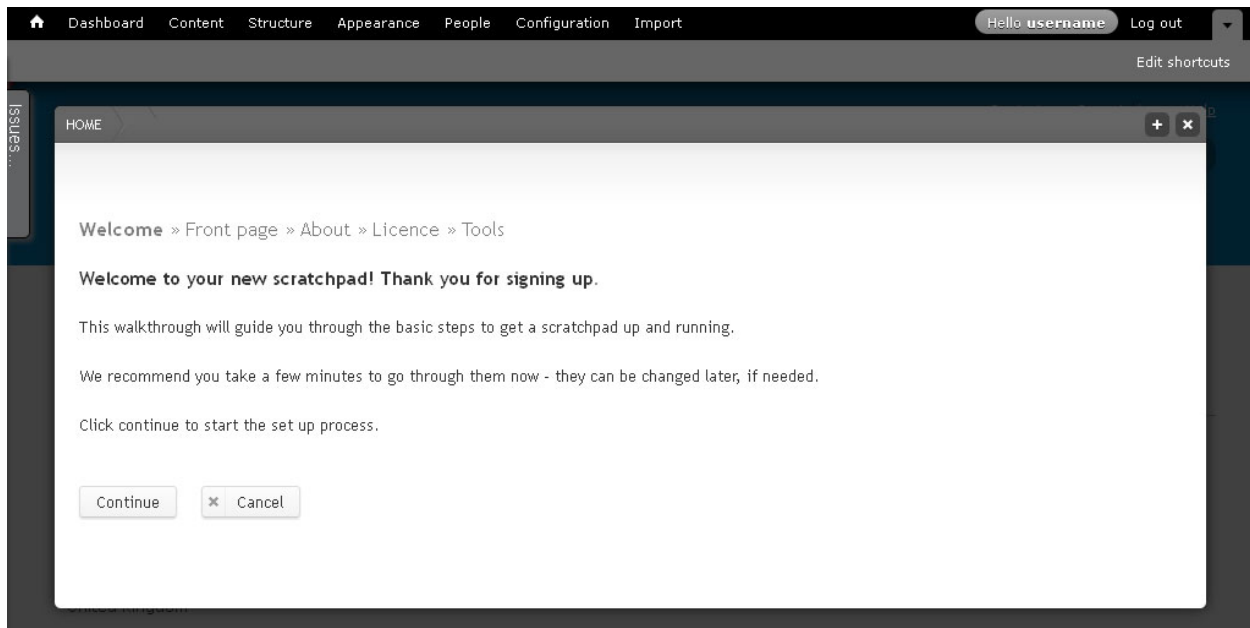 Dashboard Content Structure Appearance People Configuration Import Hello username Log out
Edit shortcuts
Issues...
HOME
Welcome » Front page » About » Licence » Tools
Welcome to your new scratchpad! Thank you for signing up.
This walkthrough will guide you through the basic steps to get a scratchpad up and running.
We recommend you take a few minutes to go through them now - they can be changed later, if needed.
Click continue to start the set up process.
Continue Cancel
United Kingdom